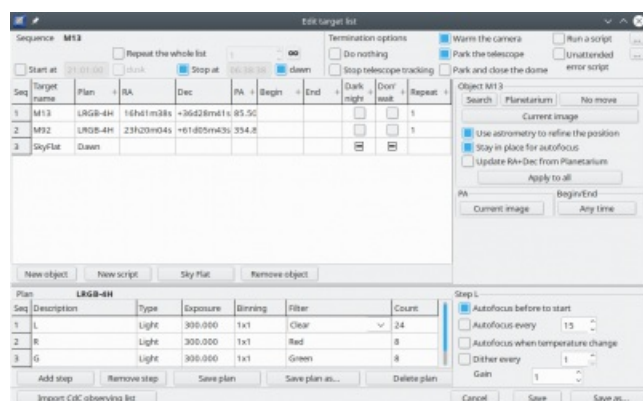 Edit target list
Sequence M13
Termination options
Warm the camera
Run a script
...
Repeat the whole list
1
Do nothing
Park the telescope
Unattended error script
...
Start at 21:01:00 dusk Stop at dawn
Stop telescope tracking
Park and close the dome
Seq Target name Plan RA Dec PA Begin End Dark night Don' wait Repeat
1 M13 LRGB-4H 16h41m38s +36d28m41s 85.50 1
2 M92 LRGB-4H 23h20m04s +61d05m43s 354.8 1
3 SkyFlat Dawn
Object M13
Search Planetarium No move
Current image
Use astrometry to refine the position
Stay in place for autofocus
Update RA+Dec from Planetarium
Apply to all
PA Begin/End
Current image Any time
New object New script Sky Flat Remove object
Plan LRGB-4H
Seq Description Type Exposure Binning Filter Count
1 L Light 300.000 1x1 Clear 24
2 R Light 300.000 1x1 Red 8
3 G Light 300.000 1x1 Green 8
Add step Remove step Save plan Save plan as... Delete plan
Step L
Autofocus before to start
Autofocus every 15
Autofocus when temperature change
Dither every 1
Gain 1
Import CdC observing list
Cancel Save Save as...